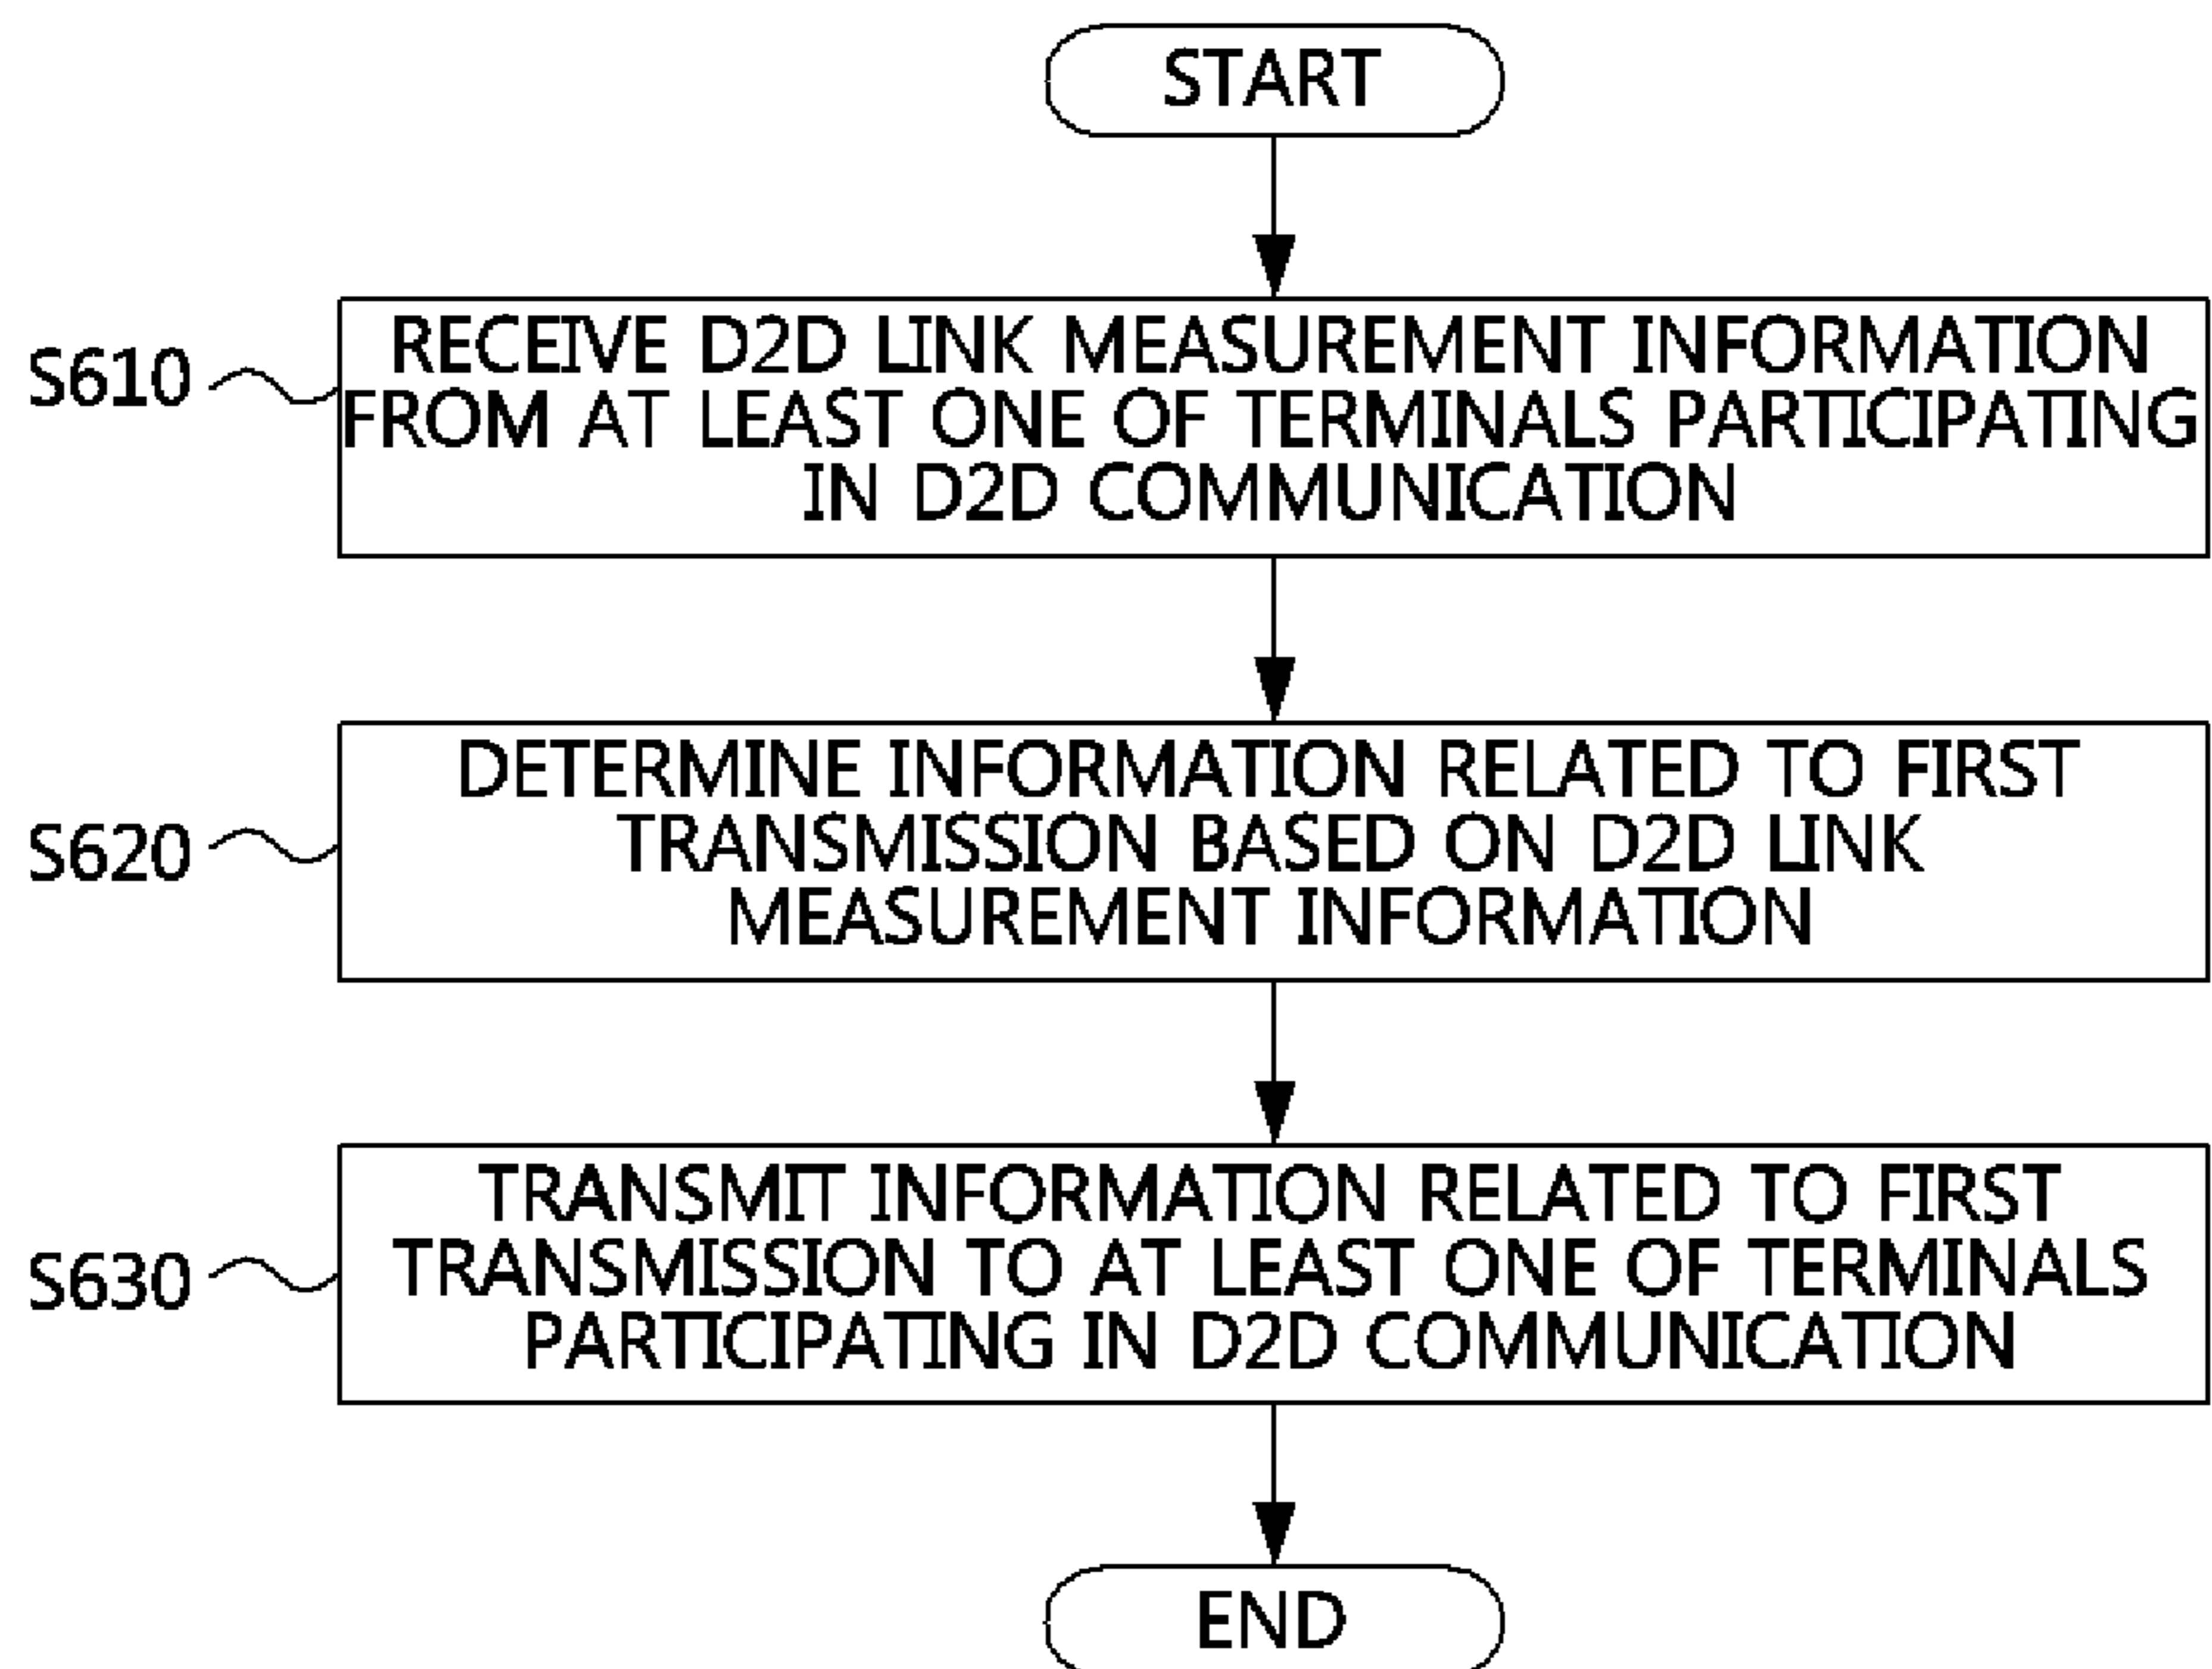 START
S610
RECEIVE D2D LINK MEASUREMENT INFORMATION
FROM AT LEAST ONE OF TERMINALS PARTICIPATING
IN D2D COMMUNICATION
S620
DETERMINE INFORMATION RELATED TO FIRST
TRANSMISSION BASED ON D2D LINK
MEASUREMENT INFORMATION
S630
TRANSMIT INFORMATION RELATED TO FIRST
TRANSMISSION TO AT LEAST ONE OF TERMINALS
PARTICIPATING IN D2D COMMUNICATION
END